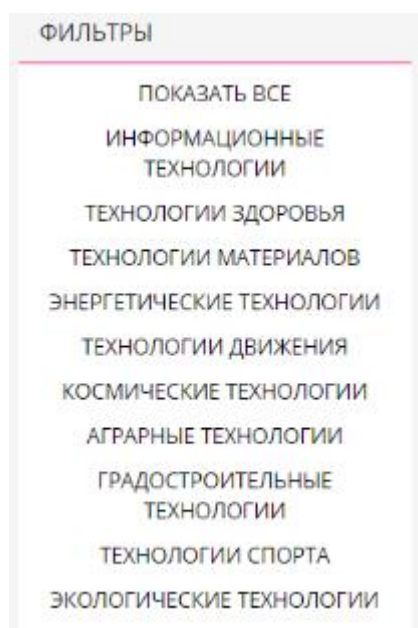 ФИЛЬТРЫ
ПОКАЗАТЬ ВСЕ
ИНФОРМАЦИОННЫЕ
ТЕХНОЛОГИИ
ТЕХНОЛОГИИ ЗДОРОВЬЯ
ТЕХНОЛОГИИ МАТЕРИАЛОВ
ЭНЕРГЕТИЧЕСКИЕ ТЕХНОЛОГИИ
ТЕХНОЛОГИИ ДВИЖЕНИЯ
КОСМИЧЕСКИЕ ТЕХНОЛОГИИ
АГРАРНЫЕ ТЕХНОЛОГИИ
ГРАДОСТРОИТЕЛЬНЫЕ
ТЕХНОЛОГИИ
ТЕХНОЛОГИИ СПОРТА
ЭКОЛОГИЧЕСКИЕ ТЕХНОЛОГИИ